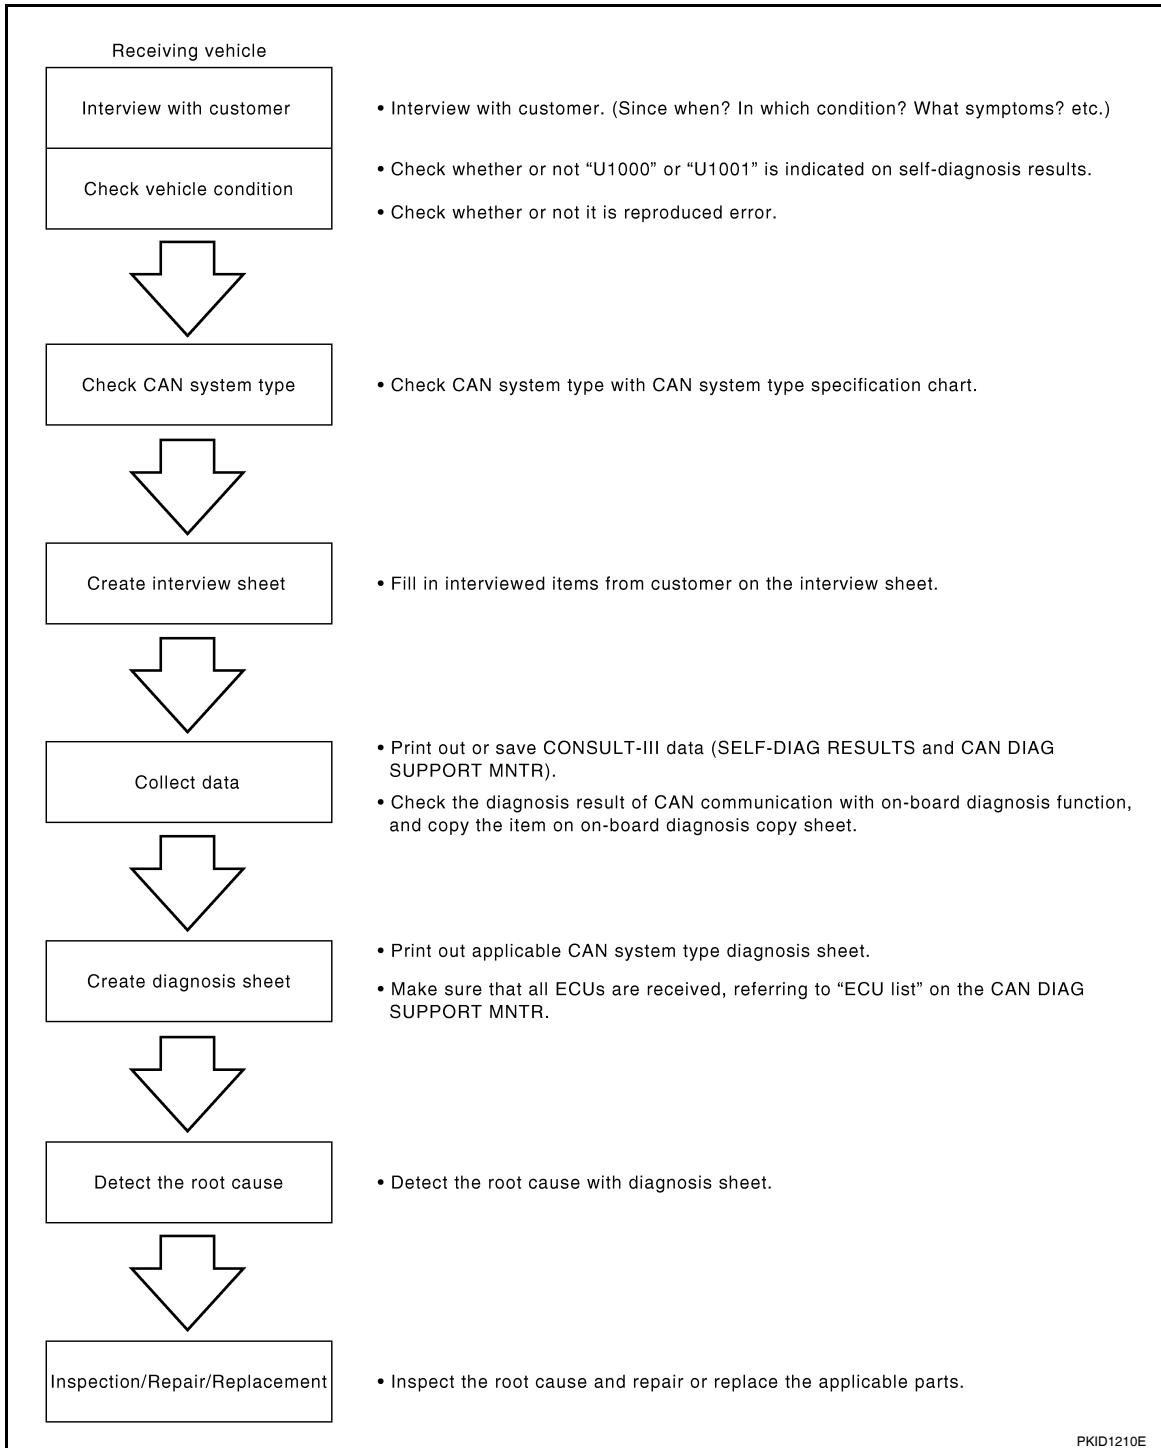 Receiving vehicle
Interview with customer
• Interview with customer. (Since when? In which condition? What symptoms? etc.)
Check vehicle condition
• Check whether or not “U1000” or “U1001” is indicated on self-diagnosis results.
• Check whether or not it is reproduced error.
Check CAN system type
• Check CAN system type with CAN system type specification chart.
Create interview sheet
• Fill in interviewed items from customer on the interview sheet.
Collect data
• Print out or save CONSULT-III data (SELF-DIAG RESULTS and CAN DIAG
SUPPORT MNTR).
• Check the diagnosis result of CAN communication with on-board diagnosis function,
and copy the item on on-board diagnosis copy sheet.
Create diagnosis sheet
• Print out applicable CAN system type diagnosis sheet.
• Make sure that all ECUs are received, referring to “ECU list” on the CAN DIAG
SUPPORT MNTR.
Detect the root cause
• Detect the root cause with diagnosis sheet.
Inspection/Repair/Replacement
• Inspect the root cause and repair or replace the applicable parts.
PKID1210E